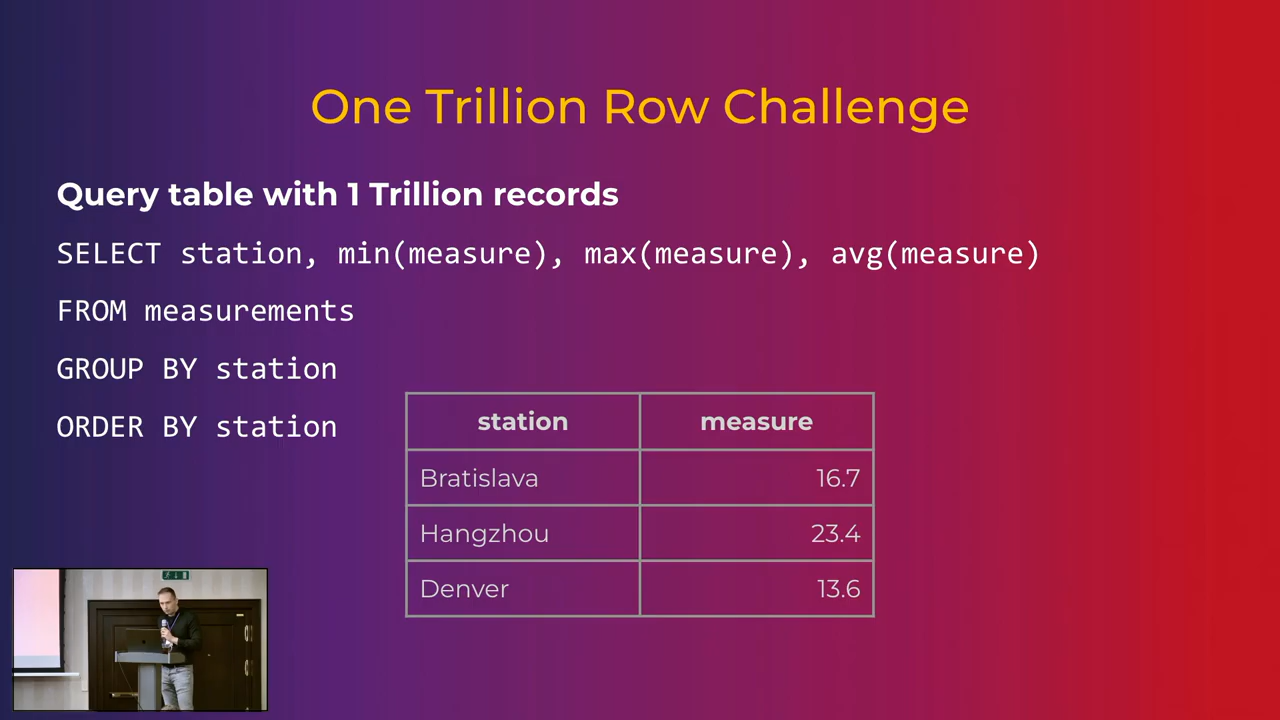 One Trillion Row Challenge
Query table with 1 Trillion records
SELECT station, min(measure), max(measure), avg(measure)
FROM measurements
GROUP BY station
ORDER BY station
station measure
Bratislava 16.7
Hangzhou 23.4
Denver 13.6